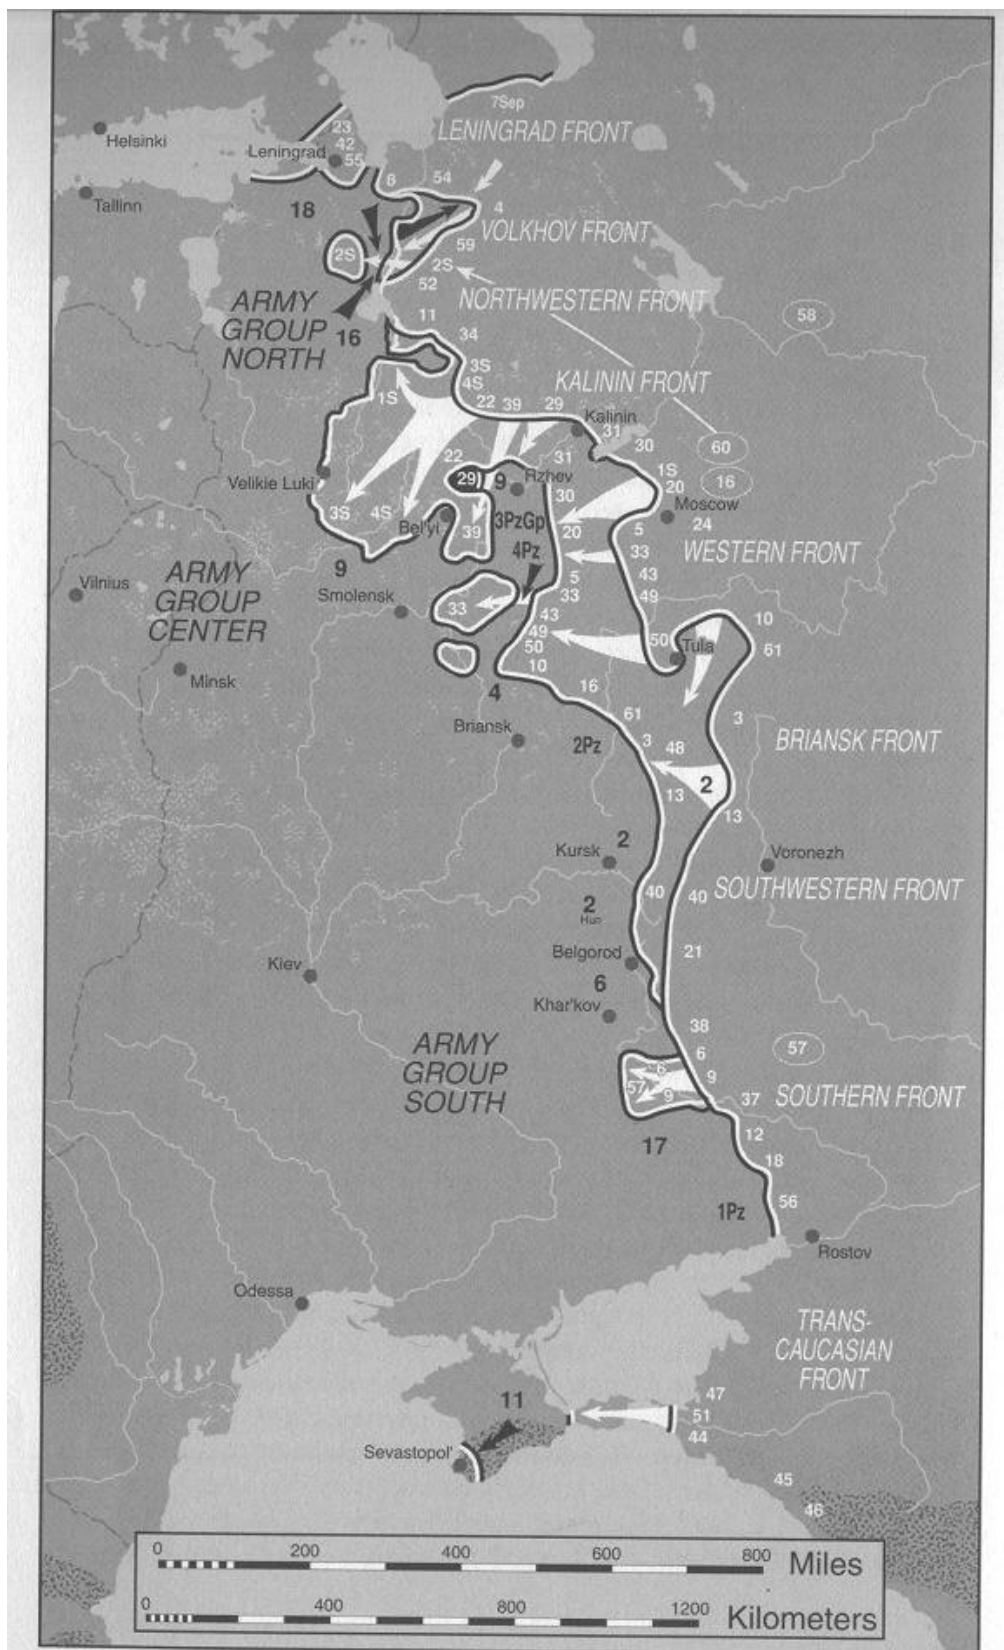 7Sep
LENINGRAD FRONT
23
42
55
Helsinki
Leningrad
Tallinn
8
54
18
4
VOLKHOV FRONT
59
2S
2S
52
NORTHWESTERN FRONT
ARMY
GROUP
NORTH
16
11
34
58
3S
4S
KALININ FRONT
1S
22
39
29
Kalinin
31
30
60
22
31
Velikie Luki
29
9
Rzhev
30
1S
20
16
Moscow
3S
4S
Bel'yi
39
3PzGp
20
5
24
4Pz
33
WESTERN FRONT
9
ARMY
GROUP
CENTER
Vilnius
Smolensk
33
5
33
43
49
43
49
50
10
50
Tula
10
61
Minsk
4
16
61
3
Briansk
2Pz
3
48
BRIANSK FRONT
2
13
13
Kursk
2
Voronezh
40
40
SOUTHWESTERN FRONT
2
Hun
21
Belgorod
Kiev
6
Khar'kov
38
ARMY
GROUP
SOUTH
6
57
6
9
57
9
37
SOUTHERN FRONT
17
12
18
56
1Pz
Rostov
Odessa
TRANS-
CAUCASIAN
FRONT
11
47
51
44
Sevastopol'
45
46
0 200 400 600 800 Miles
0 400 800 1200 Kilometers